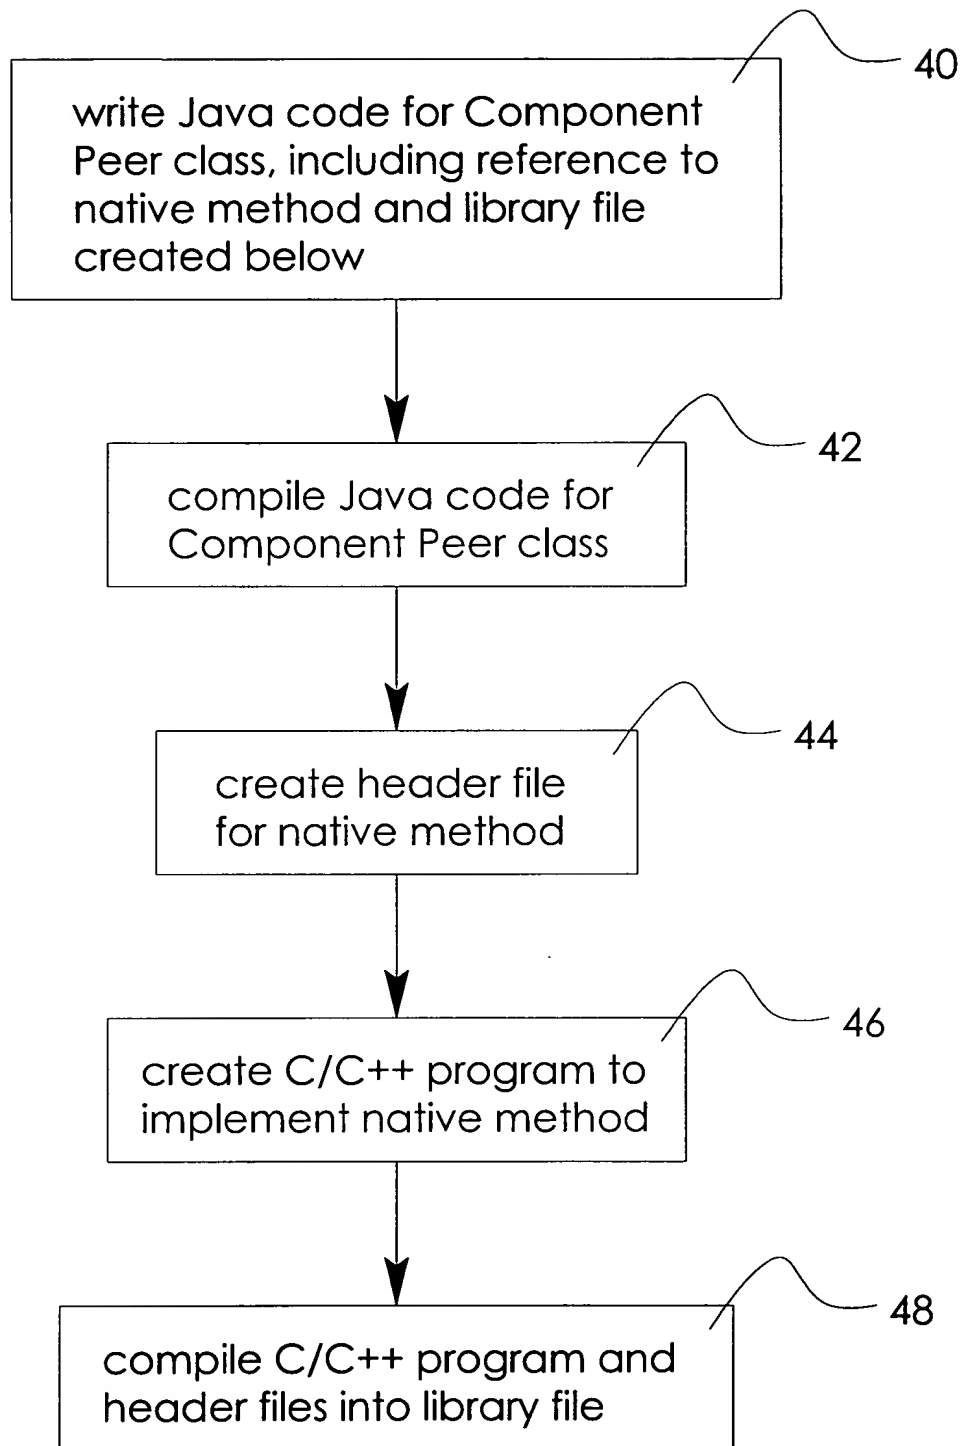 40
write Java code for Component
Peer class, including reference to
native method and library file
created below
42
compile Java code for
Component Peer class
44
create header file
for native method
46
create C/C++ program to
implement native method
48
compile C/C++ program and
header files into library file